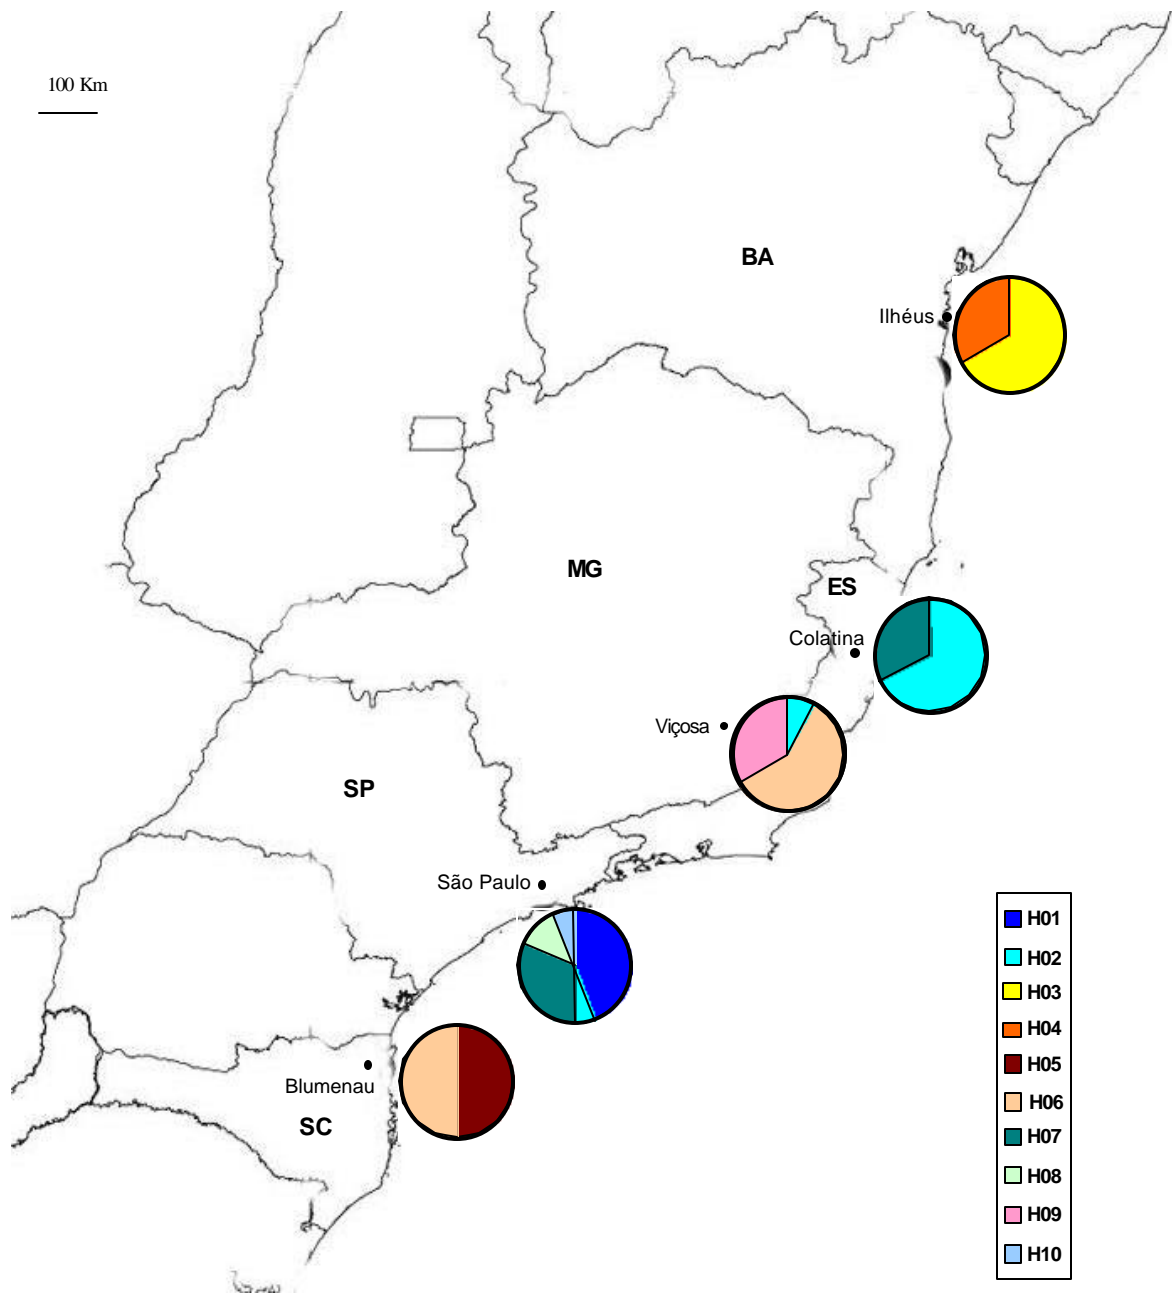 100 Km
BA
Ilhéus
MG
ES
Colatina
Viçosa
SP
São Paulo
Blumenau
SC
H01
H02
H03
H04
H05
H06
H07
H08
H09
H10